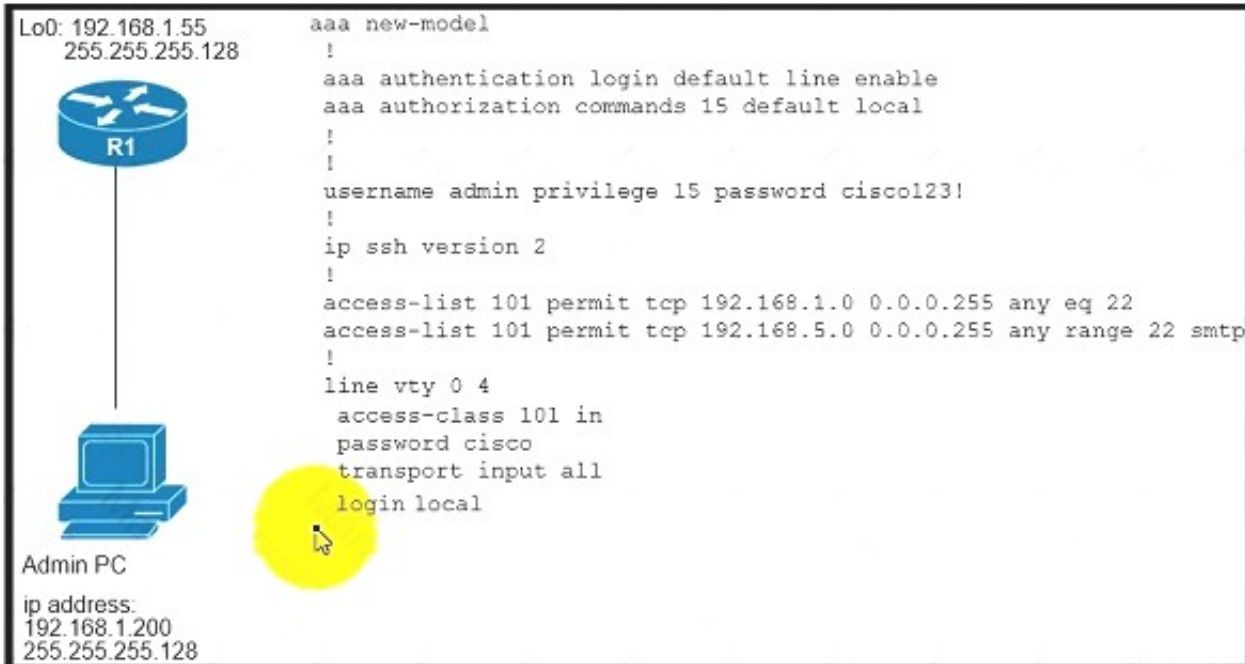 Lo0: 192.168.1.55
255.255.255.128
R1
Admin PC
ip address:
192.168.1.200
255.255.255.128
aaa new-model
!
aaa authentication login default line enable
aaa authorization commands 15 default local
!
!
username admin privilege 15 password cisco123!
!
ip ssh version 2
!
access-list 101 permit tcp 192.168.1.0 0.0.0.255 any eq 22
access-list 101 permit tcp 192.168.5.0 0.0.0.255 any range 22 smtp
!
line vty 0 4
access-class 101 in
password cisco
transport input all
login local